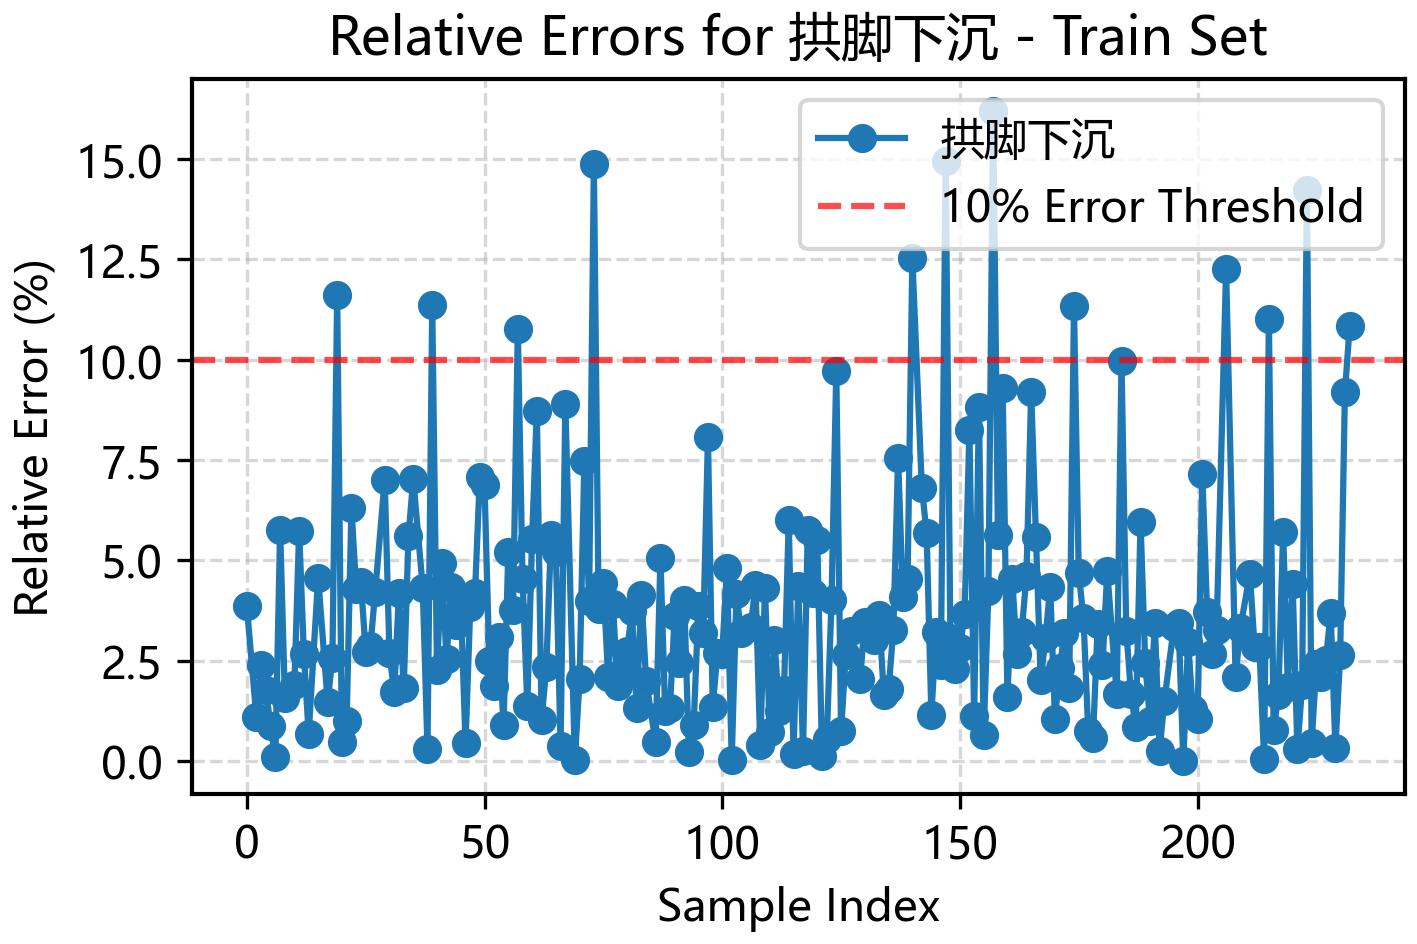 Relative Errors for 拱脚下沉 - Train Set
拱脚下沉
10% Error Threshold
15.0
12.5
10.0
7.5
5.0
2.5
0.0
Relative Error (%)
0 50 100 150 200
Sample Index